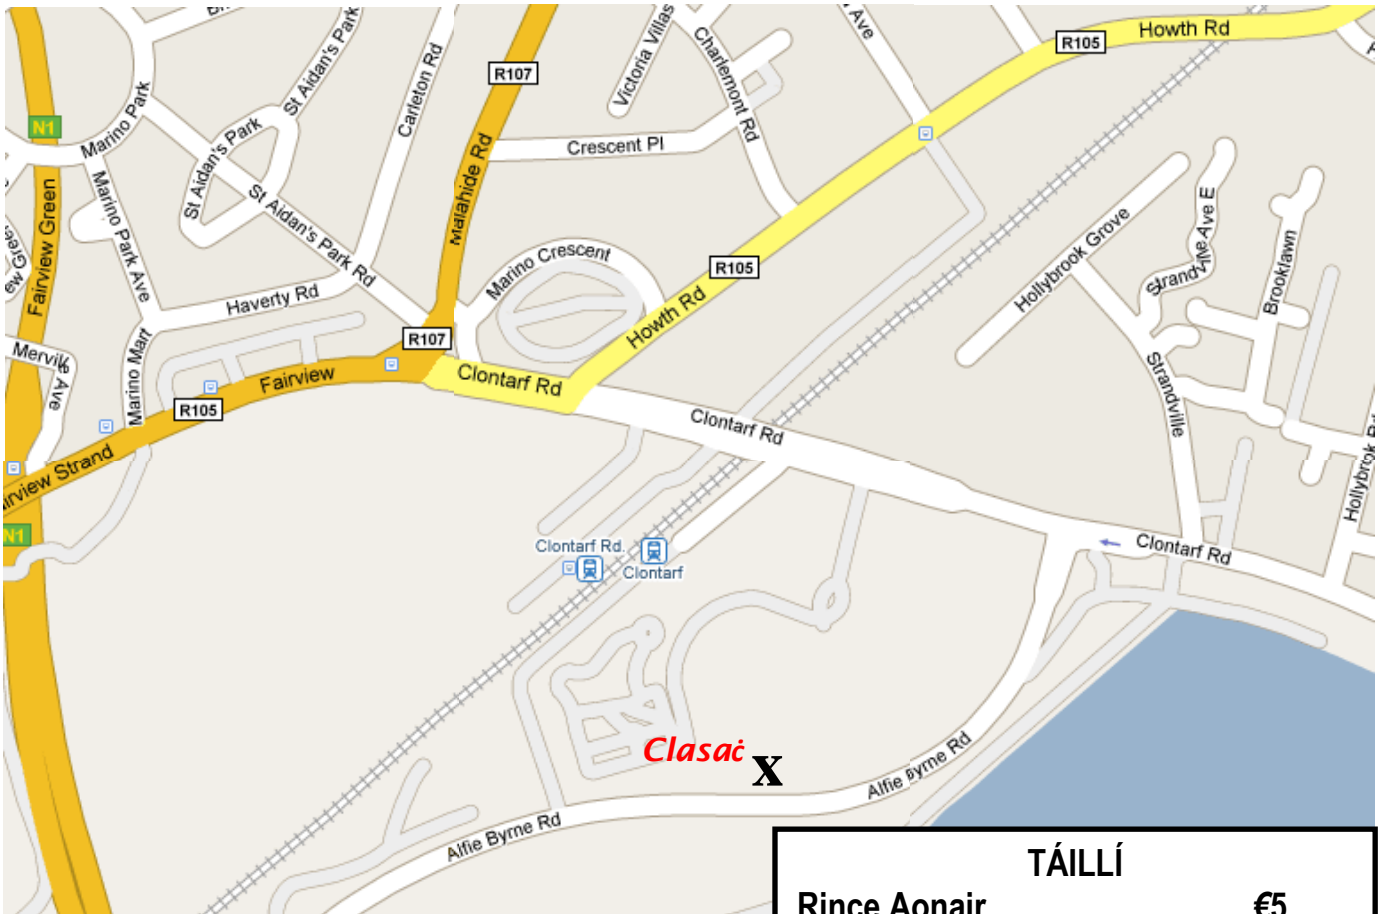 Howth Rd
R105
R107
N1
Marino Park
St Aidan's Park
St Aidan's Park
Carleton Rd
Victoria Villas
Charlemont Rd
Ave
Crescent Pl
Malahide Rd
Marino Park Ave
St Aidan's Park Rd
Fairview Green
Marino Crescent
R105
Howth Rd
Haverty Rd
Hollybrook Grove
Strandville Ave E
Brooklawn
R107
Marino Mart
Fairview
Clontarf Rd
R105
Clontarf Rd
Strandville
Ave
Hollybrook
N1
Clontarf Rd.
Clontarf
Clontarf Rd
Clasaċ X
Alfie Byrne Rd
Alfie Byrne Rd
TÁILLÍ
Rince Aonair €5